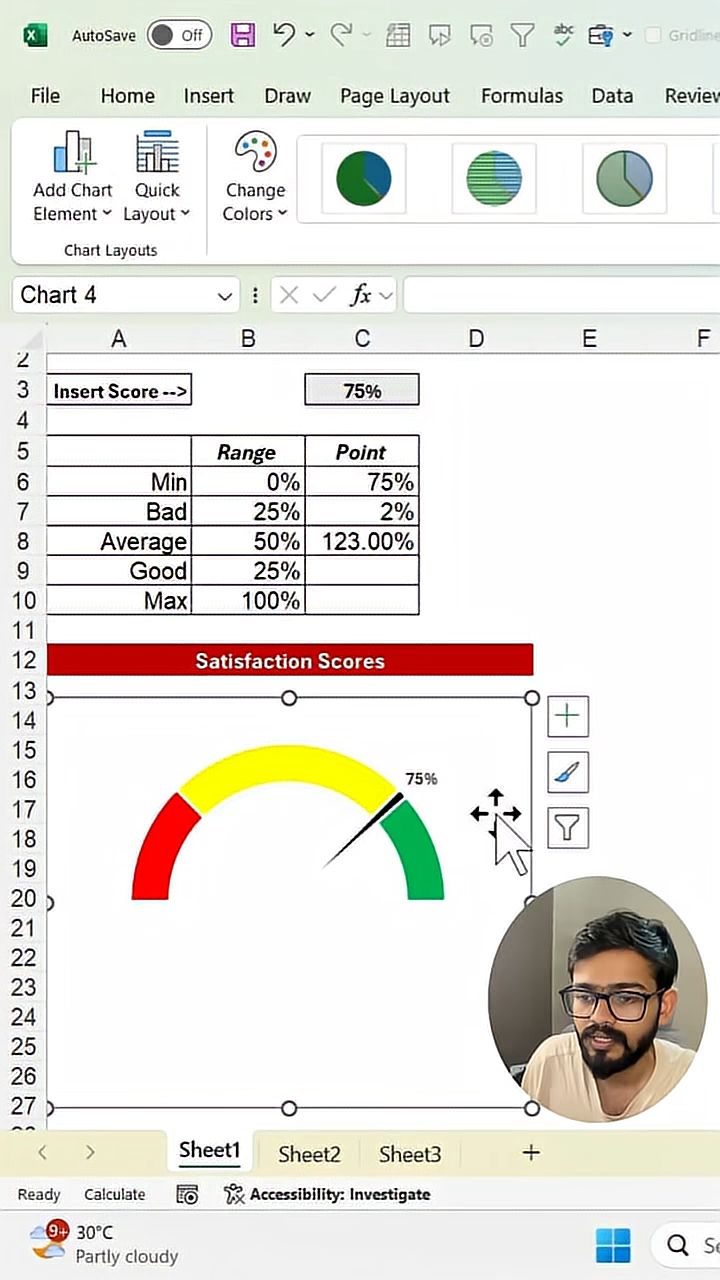 AutoSave Off abc Gridline
File Home Insert Draw Page Layout Formulas Data Review
Add Chart Element Quick Layout Change Colors
Chart Layouts
Chart 4 fx
A B C D E F
2
3 Insert Score --> 75%
4
5 Range Point
6 Min 0% 75%
7 Bad 25% 2%
8 Average 50% 123.00%
9 Good 25%
10 Max 100%
11
12 Satisfaction Scores
13
14
15
16 75%
17
18
19
20
21
22
23
24
25
26
27
Sheet1 Sheet2 Sheet3 +
Ready Calculate Accessibility: Investigate
9+ 30°C
Partly cloudy Se